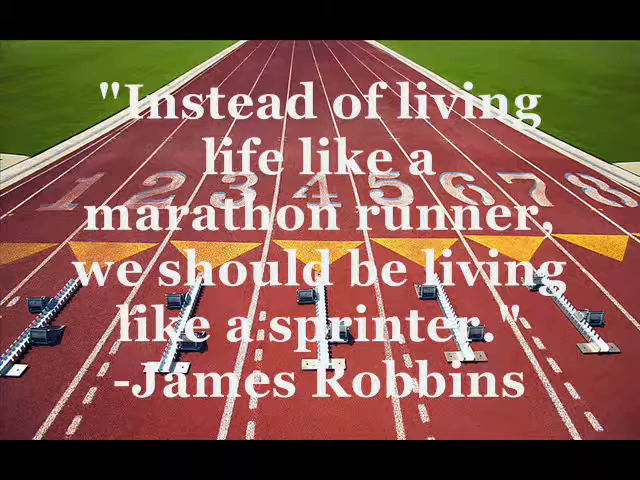 "Instead of living
life like a
marathon runner,
we should be living
like a sprinter."
-James Robbins
1 2 3 4 5 6 7 8